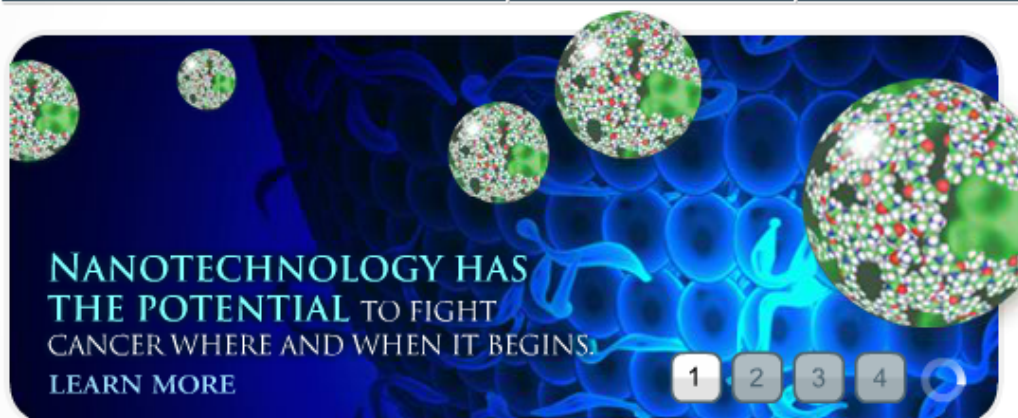 NANOTECHNOLOGY HAS
THE POTENTIAL TO FIGHT
CANCER WHERE AND WHEN IT BEGINS.
LEARN MORE
1 2 3 4